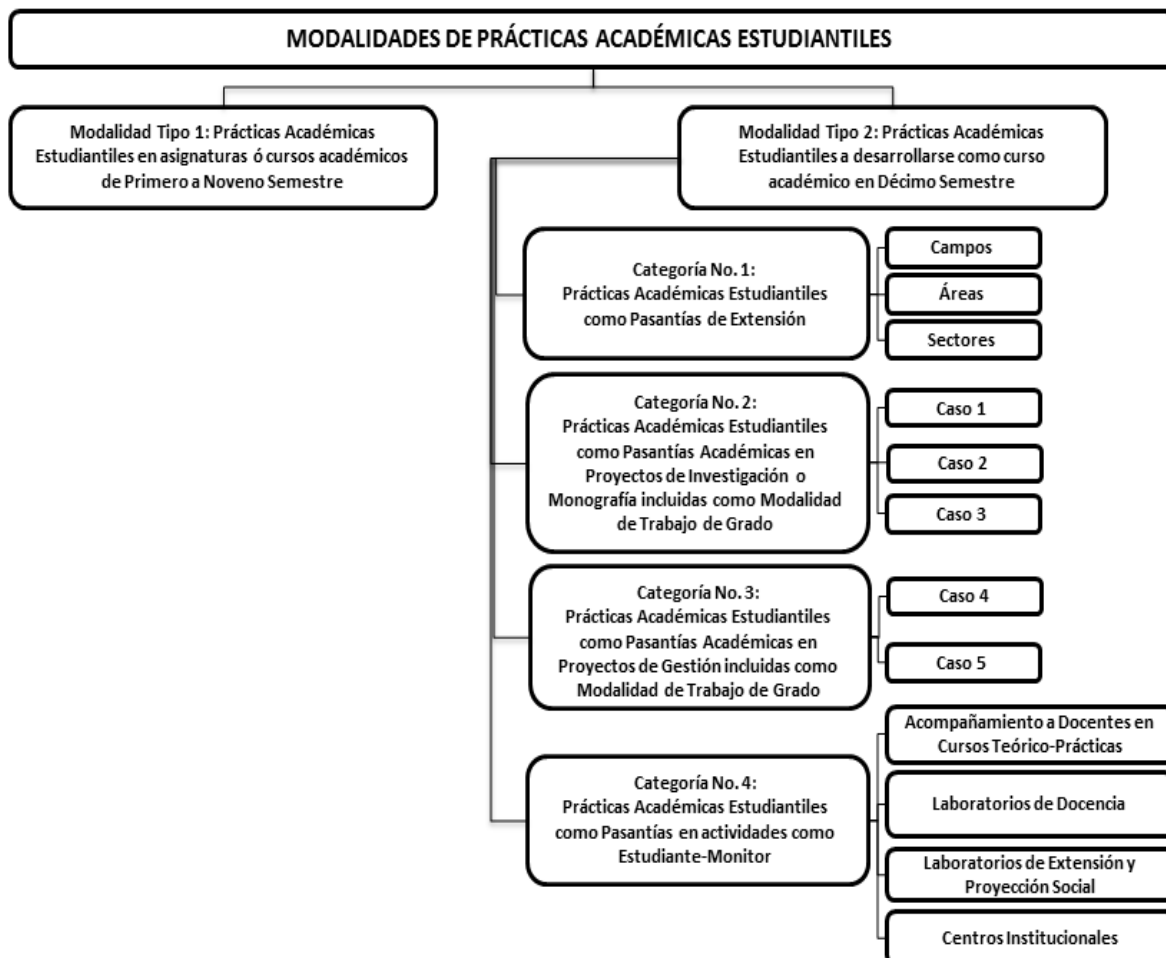 MODALIDADES DE PRÁCTICAS ACADÉMICAS ESTUDIANTILES
Modalidad Tipo 1: Prácticas Académicas
Estudiantiles en asignaturas ó cursos académicos
de Primero a Noveno Semestre
Modalidad Tipo 2: Prácticas Académicas
Estudiantiles a desarrollarse como curso
académico en Décimo Semestre
Categoría No. 1:
Prácticas Académicas Estudiantiles
como Pasantías de Extensión
Campos
Áreas
Sectores
Categoría No. 2:
Prácticas Académicas Estudiantiles
como Pasantías Académicas en
Proyectos de Investigación o
Monografía incluidas como Modalidad
de Trabajo de Grado
Caso 1
Caso 2
Caso 3
Categoría No. 3:
Prácticas Académicas Estudiantiles
como Pasantías Académicas en
Proyectos de Gestión incluidas como
Modalidad de Trabajo de Grado
Caso 4
Caso 5
Categoría No. 4:
Prácticas Académicas Estudiantiles
como Pasantías en actividades como
Estudiante-Monitor
Acompañamiento a Docentes en
Cursos Teórico-Prácticas
Laboratorios de Docencia
Laboratorios de Extensión y
Proyección Social
Centros Institucionales